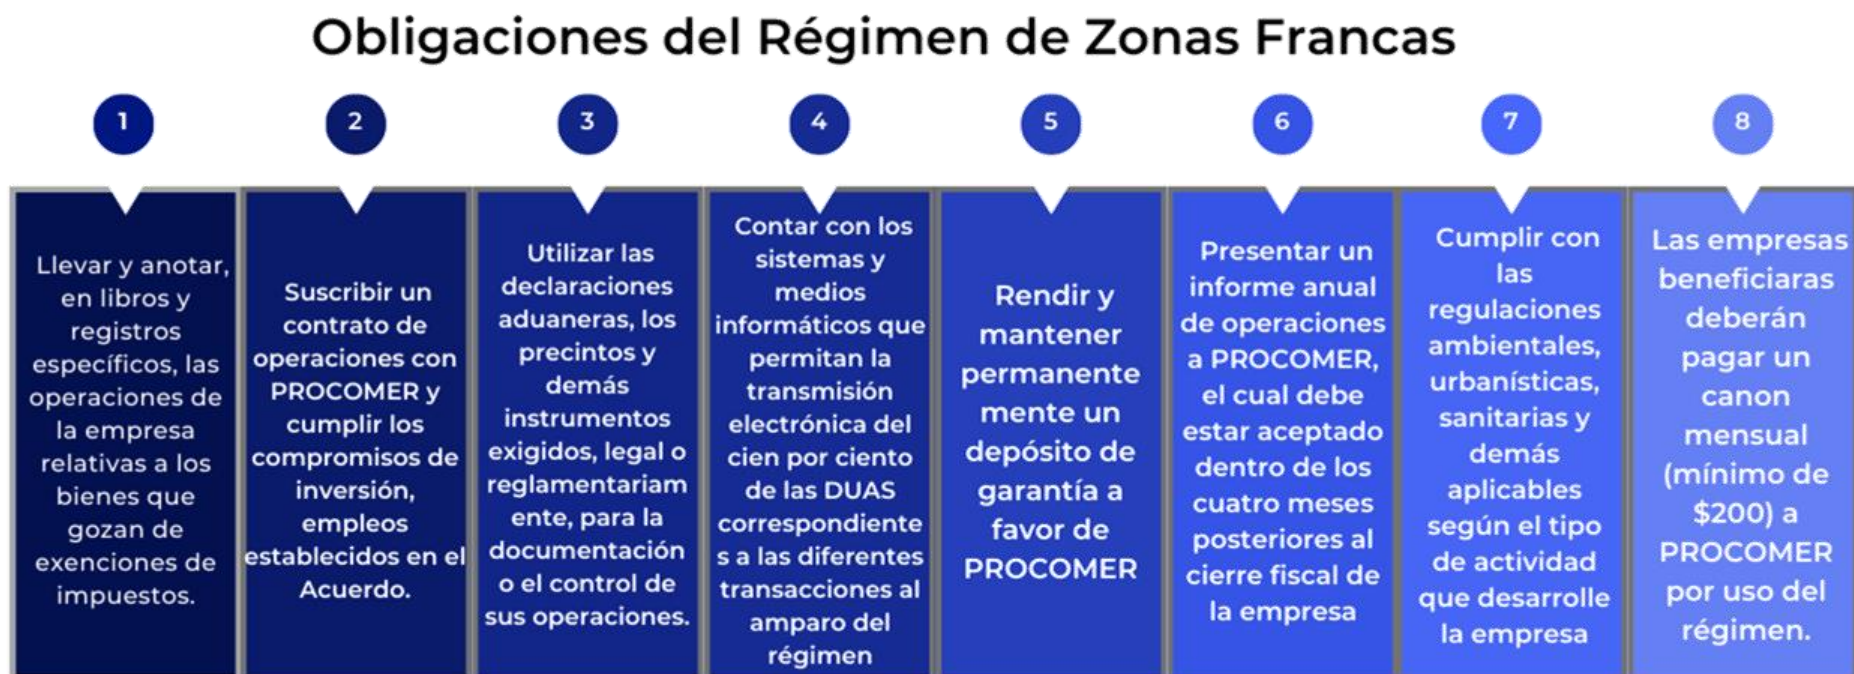 Obligaciones del Régimen de Zonas Francas
1
Llevar y anotar,
en libros y
registros
específicos, las
operaciones de
la empresa
relativas a los
bienes que
gozan de
exenciones de
impuestos.
2
Suscribir un
contrato de
operaciones con
PROCOMER y
cumplir los
compromisos de
inversión,
empleos
establecidos en el
Acuerdo.
3
Utilizar las
declaraciones
aduaneras, los
precintos y
demás
instrumentos
exigidos, legal o
reglamentariam
ente, para la
documentación
o el control de
sus operaciones.
4
Contar con los
sistemas y
medios
informáticos que
permitan la
transmisión
electrónica del
cien por ciento
de las DUAS
correspondiente
s a las diferentes
transacciones al
amparo del
régimen
5
Rendir y
mantener
permanente
mente un
depósito de
garantía a
favor de
PROCOMER
6
Presentar un
informe anual
de operaciones
a PROCOMER,
el cual debe
estar aceptado
dentro de los
cuatro meses
posteriores al
cierre fiscal de
la empresa
7
Cumplir con
las
regulaciones
ambientales,
urbanísticas,
sanitarias y
demás
aplicables
según el tipo
de actividad
que desarrolle
la empresa
8
Las empresas
beneficiaras
deberán
pagar un
canon
mensual
(mínimo de
$200) a
PROCOMER
por uso del
régimen.